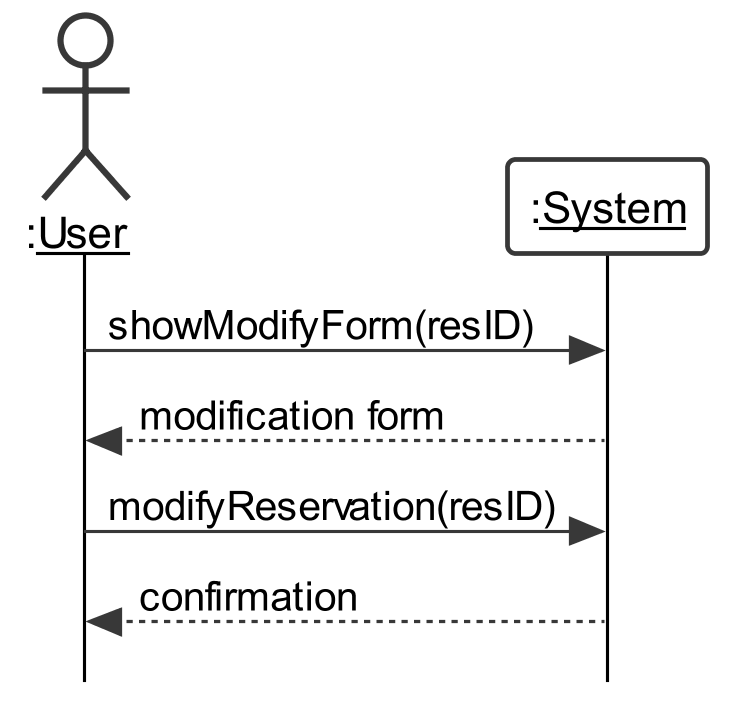 :User
:System
showModifyForm(resID)
modification form
modifyReservation(resID)
confirmation